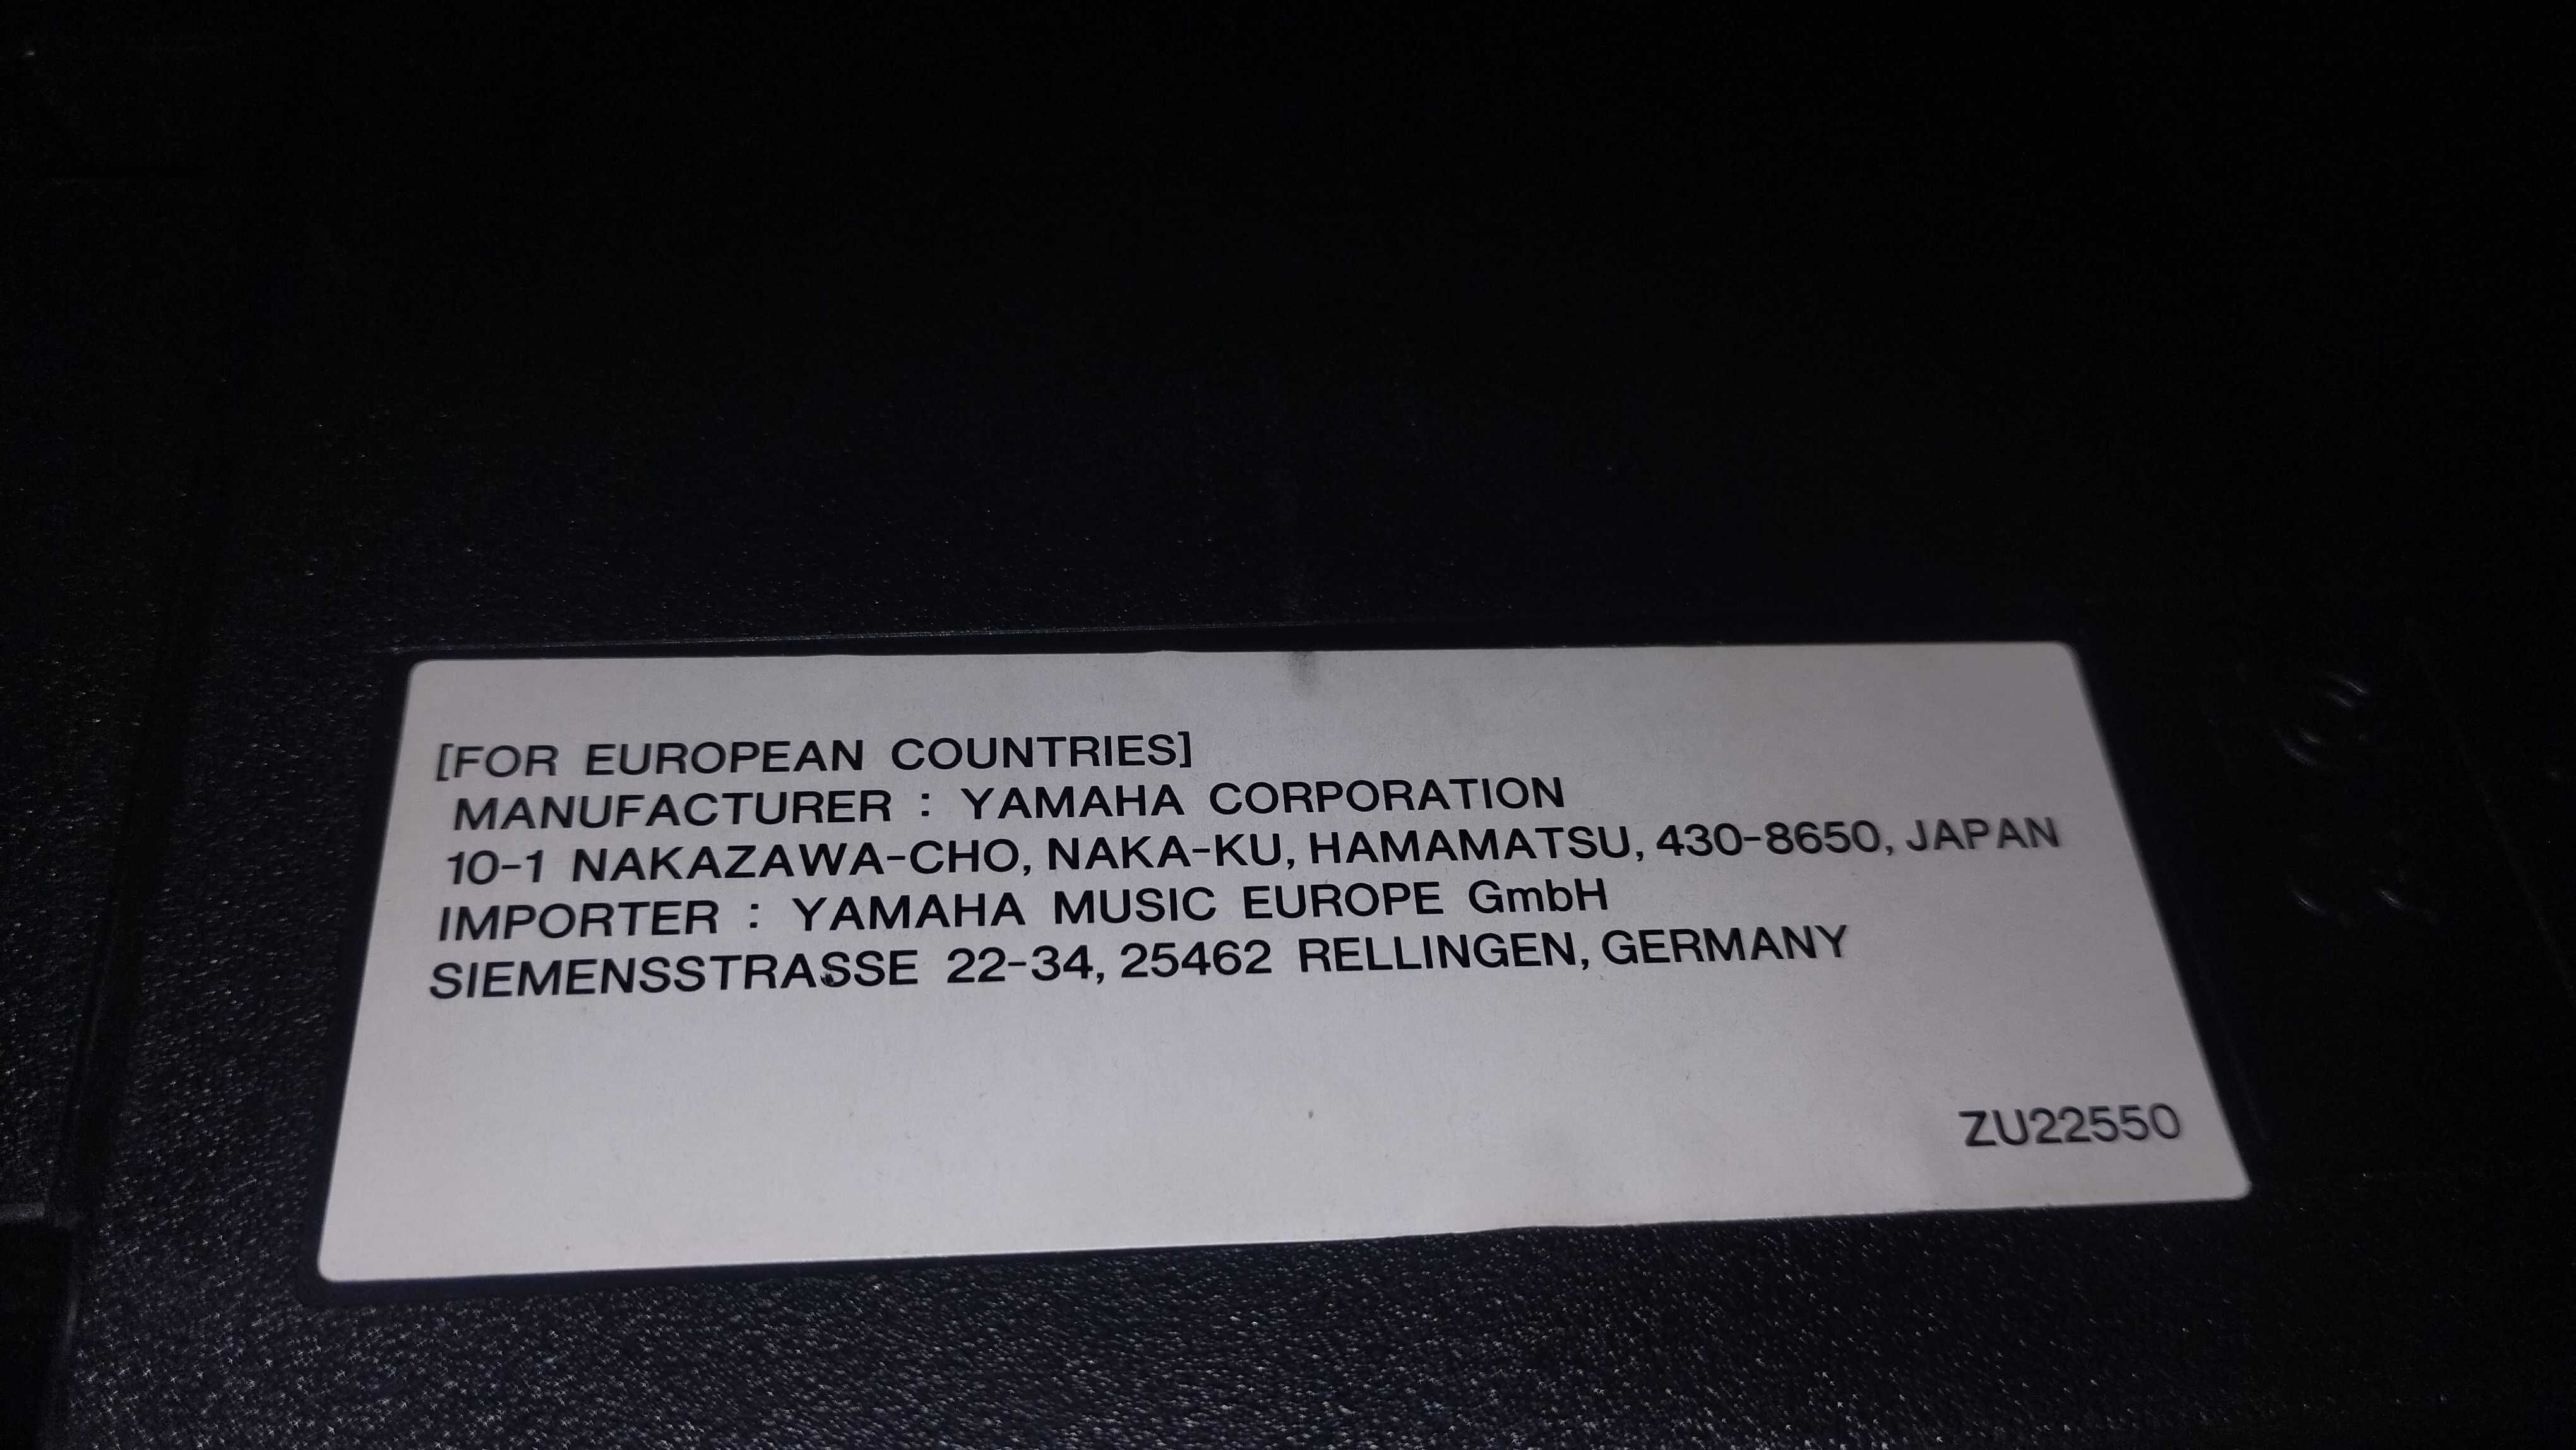 [FOR EUROPEAN COUNTRIES]
MANUFACTURER : YAMAHA CORPORATION
10-1 NAKAZAWA-CHO, NAKA-KU, HAMAMATSU, 430-8650, JAPAN
IMPORTER : YAMAHA MUSIC EUROPE GmbH
SIEMENSSTRASSE 22-34, 25462 RELLINGEN, GERMANY
ZU22550